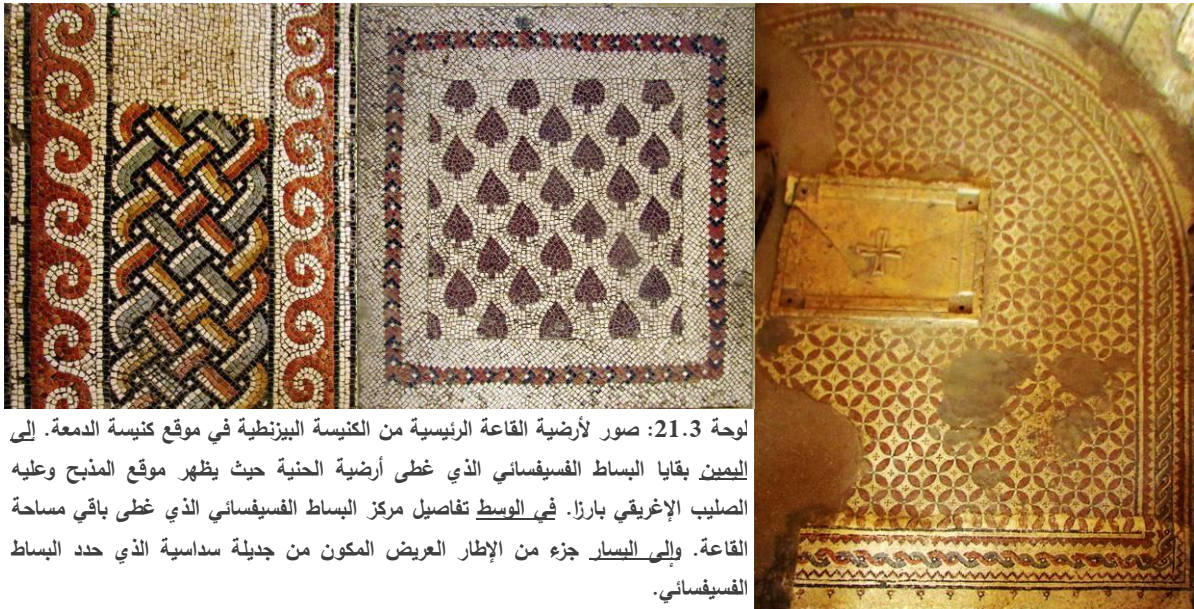 لوحة 21.3: صور لأرضية القاعة الرئيسية من الكنيسة البيزنطية في موقع كنيسة الدمعة. إلى
اليمين بقايا البساط الفسيفسائي الذي غطى أرضية الحنية حيث يظهر موقع المذبح وعليه
الصليب الإغريقي بارزا. في الوسط تفاصيل مركز البساط الفسيفسائي الذي غطى باقي مساحة
القاعة. وإلى اليسار جزء من الإطار العريض المكون من جديلة سداسية الذي حدد البساط
الفسيفسائي.